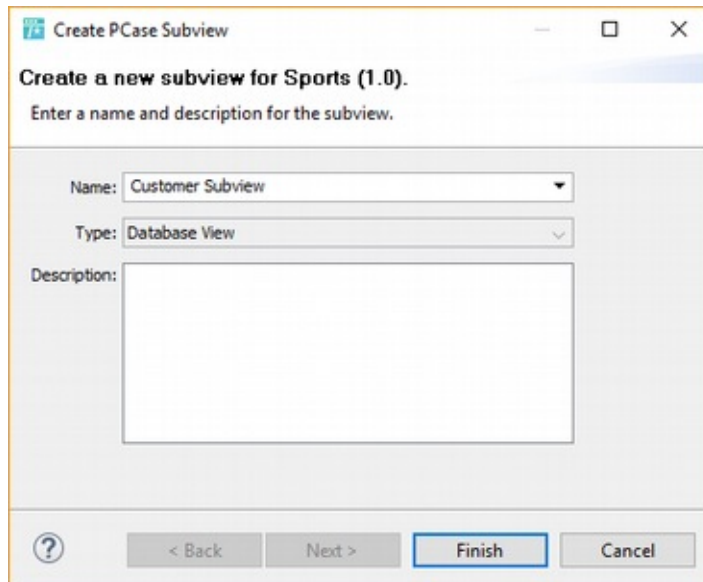 Create PCase Subview
Create a new subview for Sports (1.0).
Enter a name and description for the subview.
Name: Customer Subview
Type: Database View
Description:
< Back Next > Finish Cancel